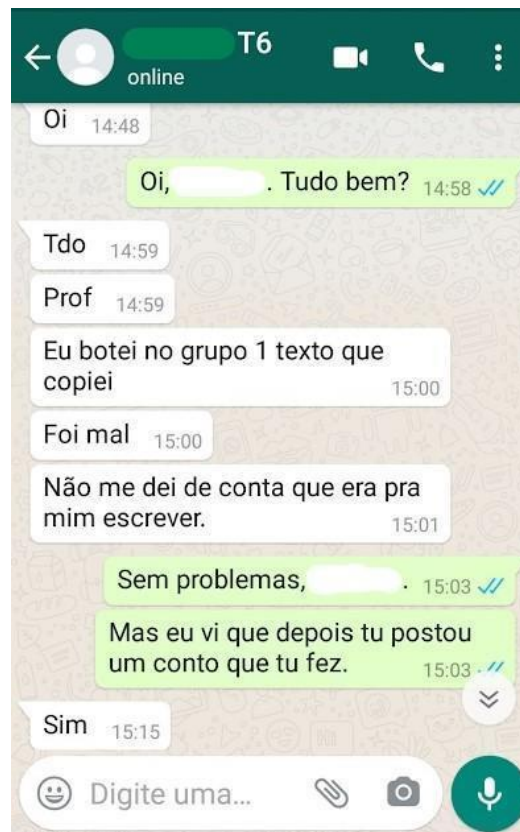 T6
online
Oi 14:48
Oi, . Tudo bem? 14:58
Tdo 14:59
Prof 14:59
Eu botei no grupo 1 texto que
copiei 15:00
Foi mal 15:00
Não me dei de conta que era pra
mim escrever. 15:01
Sem problemas, . 15:03
Mas eu vi que depois tu postou
um conto que tu fez. 15:03
Sim 15:15
Digite uma...